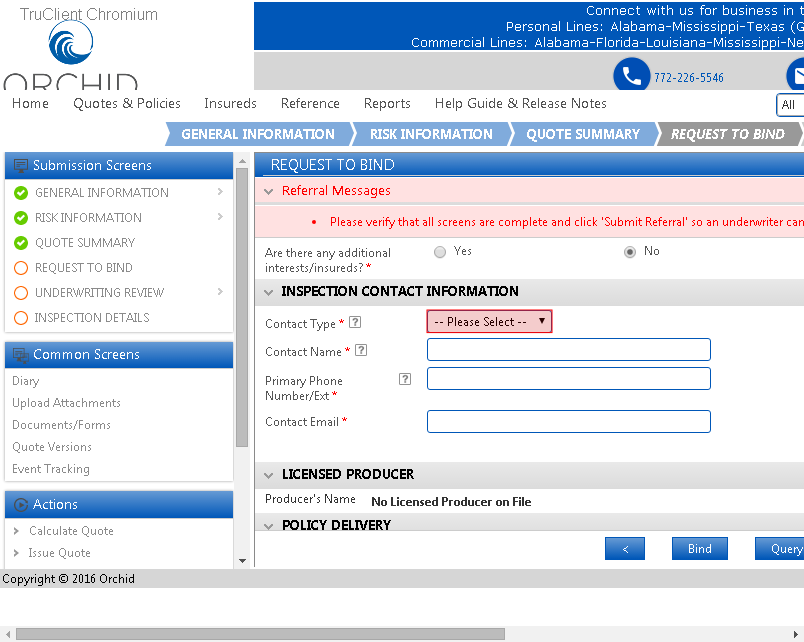 TruClient Chromium
ORCHID
Connect with us for business in t
Personal Lines: Alabama-Mississippi-Texas (G
Commercial Lines: Alabama-Florida-Louisiana-Mississippi-Ne
772-226-5546
Home Quotes & Policies Insureds Reference Reports Help Guide & Release Notes All
GENERAL INFORMATION RISK INFORMATION QUOTE SUMMARY REQUEST TO BIND
Submission Screens
GENERAL INFORMATION
RISK INFORMATION
QUOTE SUMMARY
REQUEST TO BIND
UNDERWRITING REVIEW
INSPECTION DETAILS
Common Screens
Diary
Upload Attachments
Documents/Forms
Quote Versions
Event Tracking
Actions
Calculate Quote
Issue Quote
REQUEST TO BIND
Referral Messages
• Please verify that all screens are complete and click 'Submit Referral' so an underwriter can
Are there any additional
interests/insureds?* Yes No
INSPECTION CONTACT INFORMATION
Contact Type * ? -- Please Select --
Contact Name * ?
Primary Phone ?
Number/Ext *
Contact Email *
LICENSED PRODUCER
Producer's Name No Licensed Producer on File
POLICY DELIVERY
< Bind Query
Copyright © 2016 Orchid